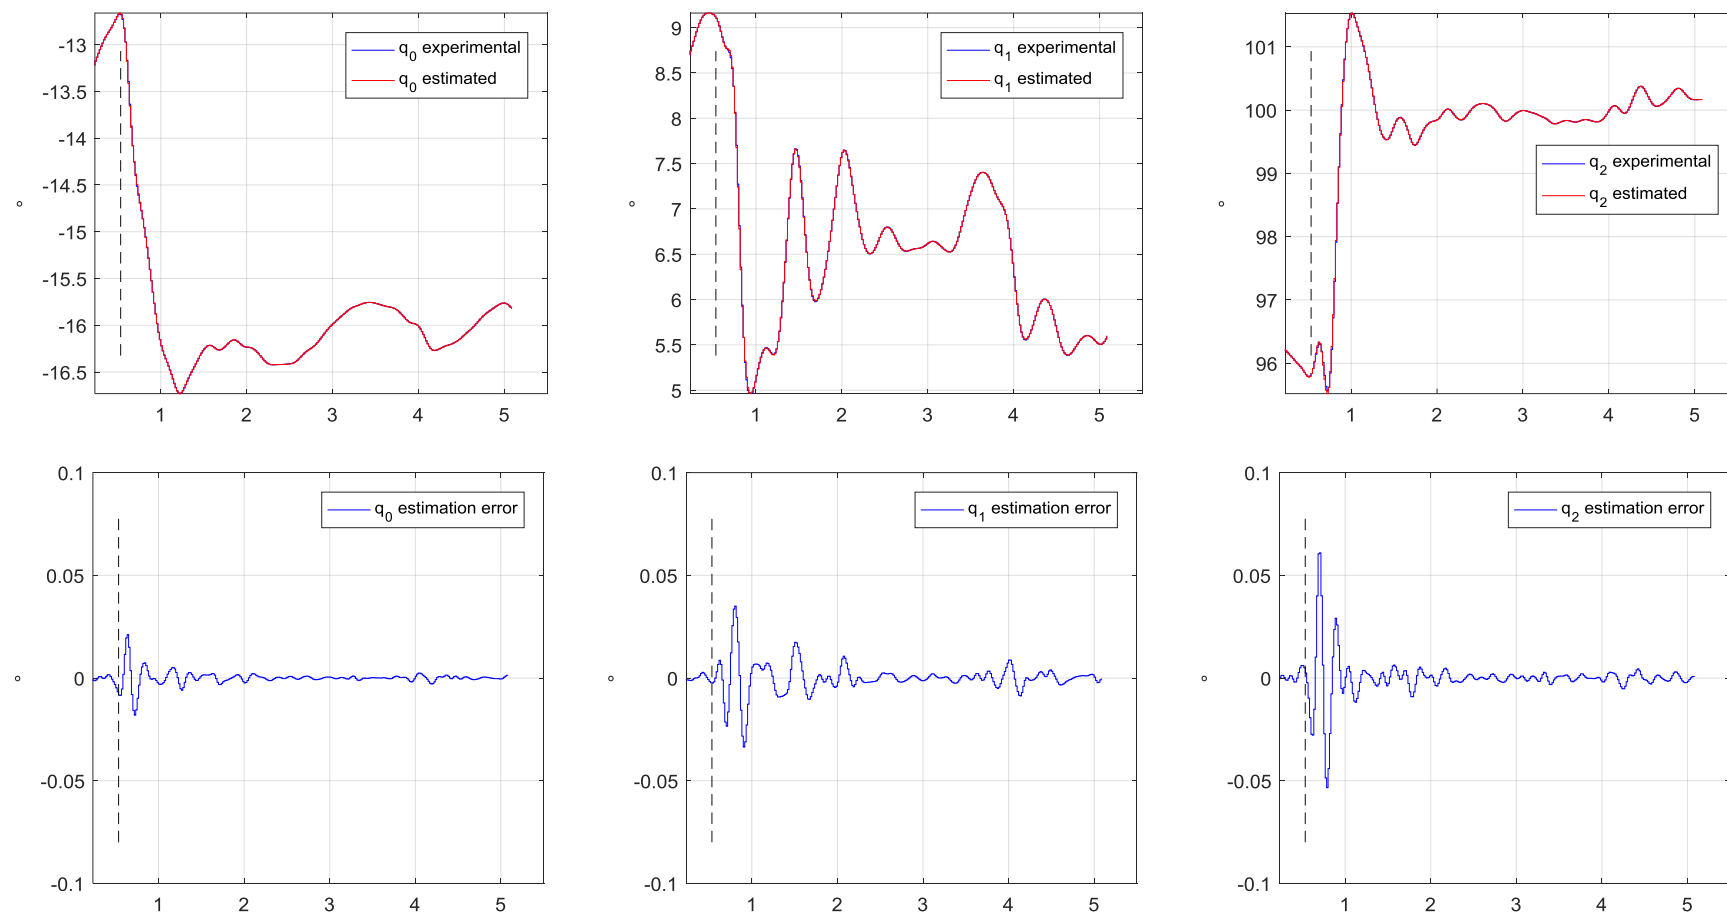 -13
-13.5
-14
-14.5
-15
-15.5
-16
-16.5
°
1 2 3 4 5
q0 experimental
q0 estimated
9
8.5
8
7.5
7
6.5
6
5.5
5
°
1 2 3 4 5
q1 experimental
q1 estimated
101
100
99
98
97
96
°
1 2 3 4 5
q2 experimental
q2 estimated
0.1
0.05
0
-0.05
-0.1
°
1 2 3 4 5
q0 estimation error
0.1
0.05
0
-0.05
-0.1
°
1 2 3 4 5
q1 estimation error
0.1
0.05
0
-0.05
-0.1
°
1 2 3 4 5
q2 estimation error